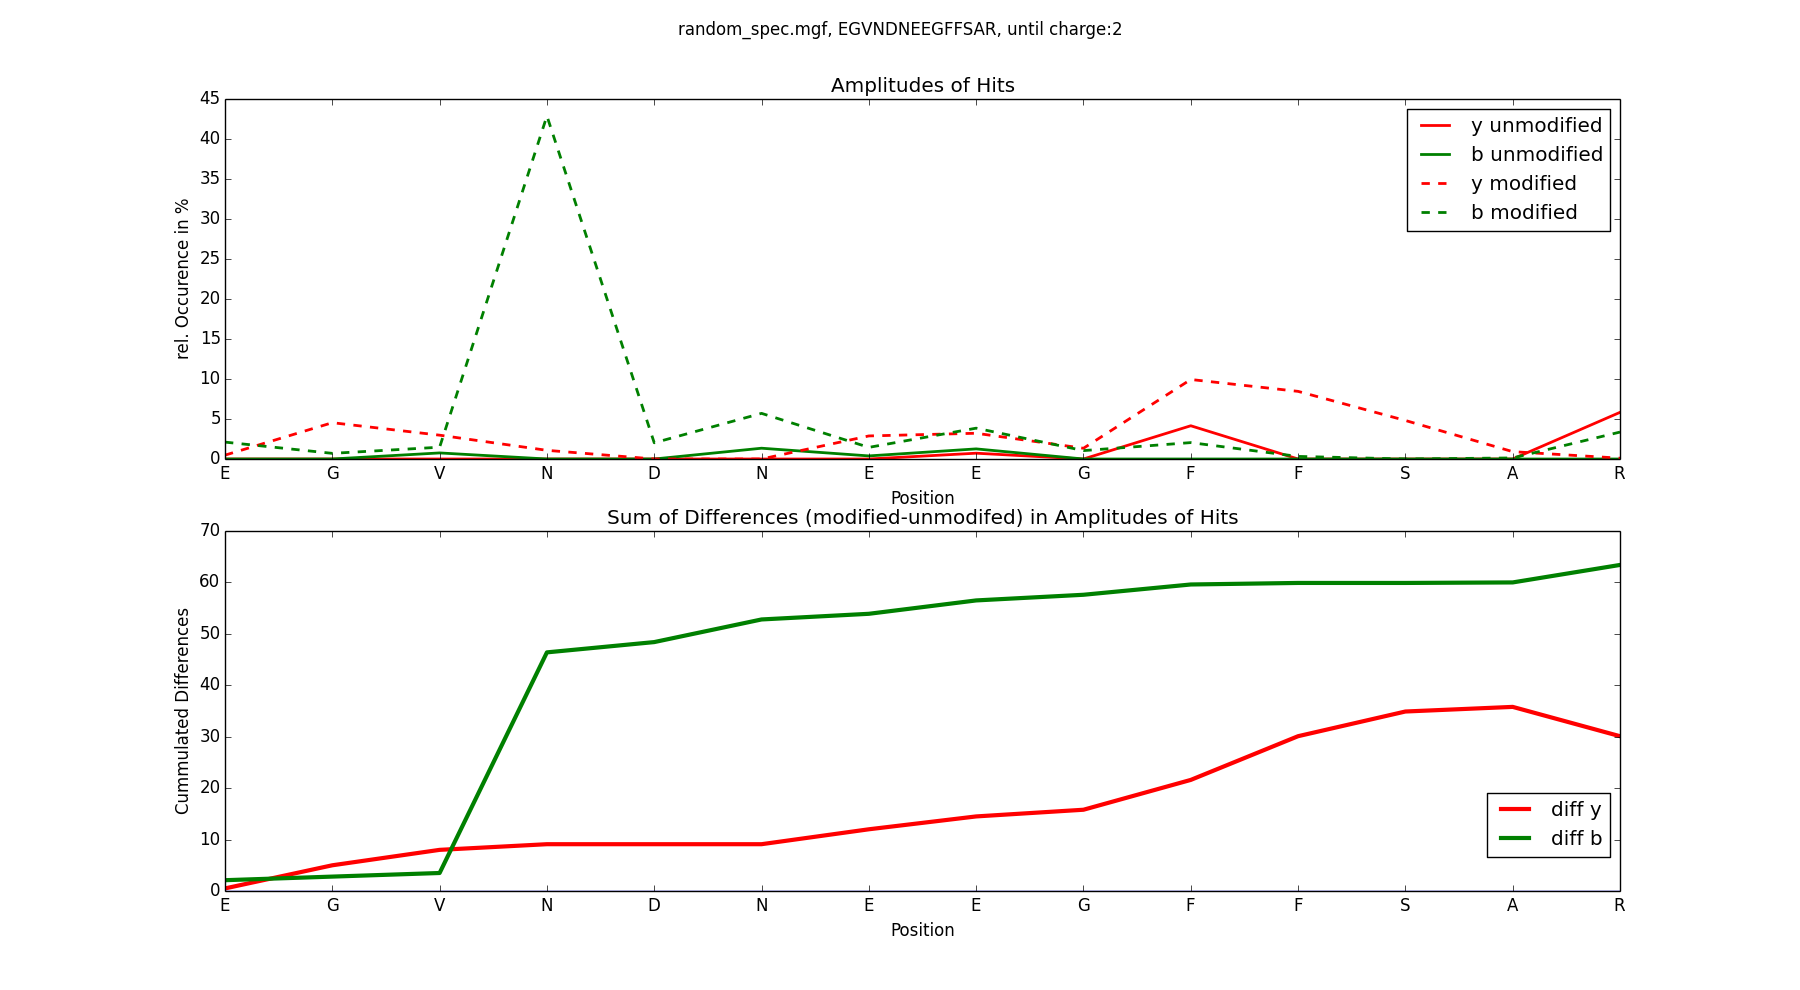 random_spec.mgf, EGVNDNEEGFFSAR, until charge:2
Amplitudes of Hits
45
40
35
30
25
20
15
10
5
0
rel. Occurence in %
y unmodified
b unmodified
y modified
b modified
E G V N D N E E G F F S A R
Position
Sum of Differences (modified-unmodifed) in Amplitudes of Hits
70
60
50
40
30
20
10
0
Cummulated Differences
diff y
diff b
E G V N D N E E G F F S A R
Position